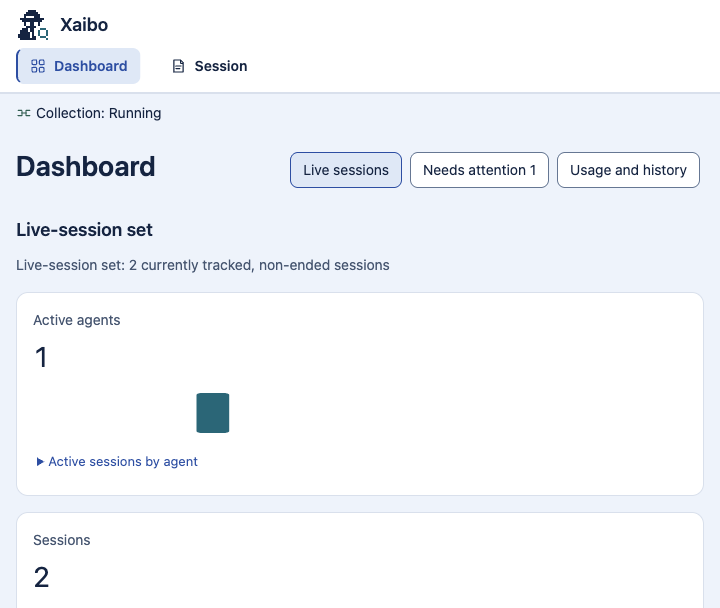 Xaibo
Dashboard
Session
Collection: Running
Dashboard
Live sessions
Needs attention 1
Usage and history
Live-session set
Live-session set: 2 currently tracked, non-ended sessions
Active agents
1
Active sessions by agent
Sessions
2